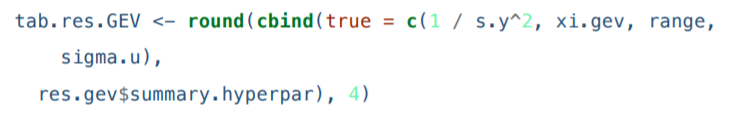 tab.res.GEV <- round(cbind(true = c(1 / s.y^2, xi.gev, range,
sigma.u),
res.gev$summary.hyperpar), 4)